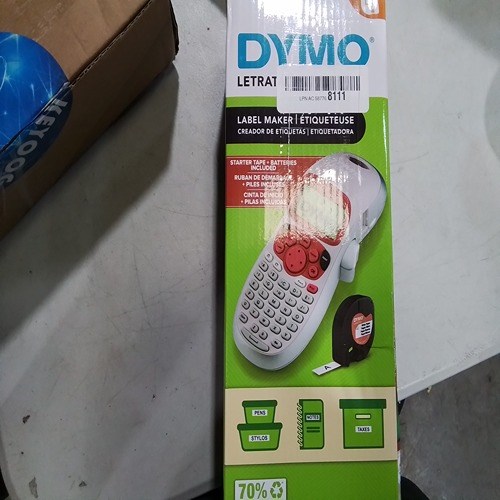 DYMO®
LETRAT
8111
LABEL MAKER | ÉTIQUETEUSE
CREADOR DE ETIQUETAS | ETIQUETADORA
STARTER TAPE + BATTERIES
INCLUDED
RUBAN DE DÉMARRAGE
+ PILES INCLUSES
CINTA DE INICIO
+ PILAS INCLUIDAS
KEYOOO
A
PENS
STYLOS
NOTES
TAXES
70%